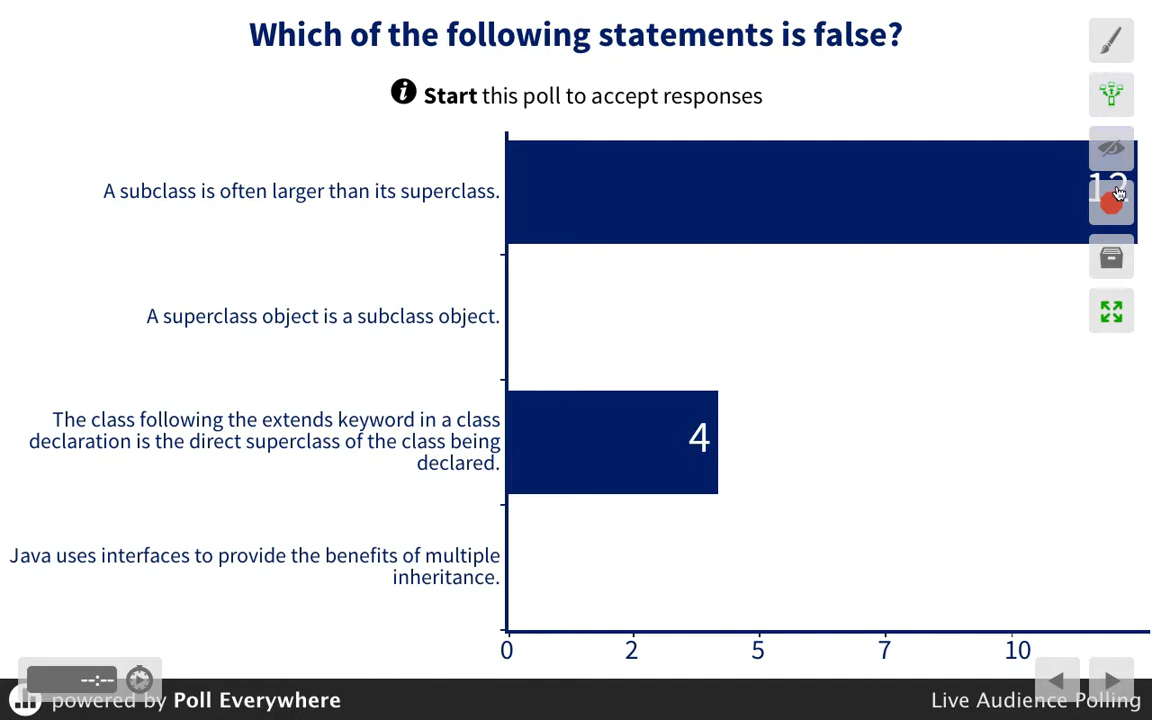 Which of the following statements is false?
Start this poll to accept responses
A subclass is often larger than its superclass.
12
A superclass object is a subclass object.
The class following the extends keyword in a class
declaration is the direct superclass of the class being
declared.
4
Java uses interfaces to provide the benefits of multiple
inheritance.
0 2 5 7 10
--:--
powered by Poll Everywhere
Live Audience Polling